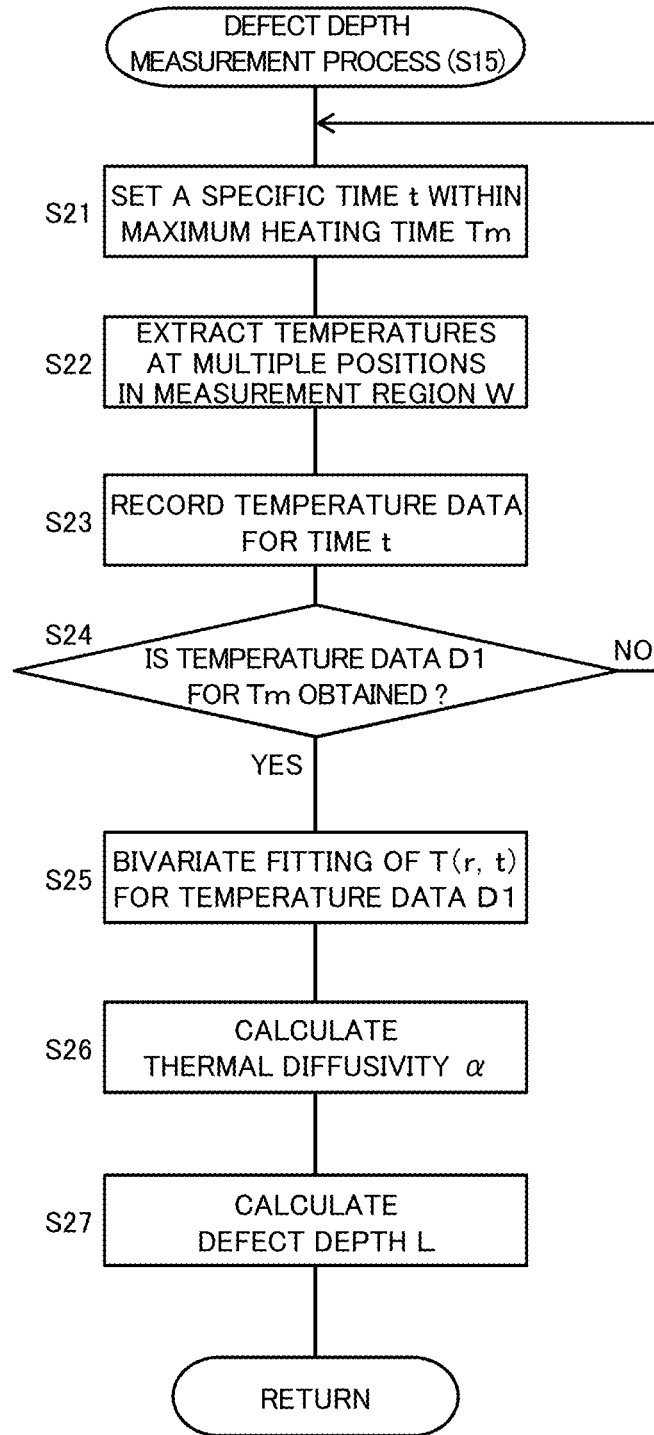 DEFECT DEPTH
MEASUREMENT PROCESS (S15)
S21
SET A SPECIFIC TIME t WITHIN
MAXIMUM HEATING TIME Tm
S22
EXTRACT TEMPERATURES
AT MULTIPLE POSITIONS
IN MEASUREMENT REGION W
S23
RECORD TEMPERATURE DATA
FOR TIME t
S24
IS TEMPERATURE DATA D1
FOR Tm OBTAINED ?
NO
YES
S25
BIVARIATE FITTING OF T(r, t)
FOR TEMPERATURE DATA D1
S26
CALCULATE
THERMAL DIFFUSIVITY α
S27
CALCULATE
DEFECT DEPTH L
RETURN